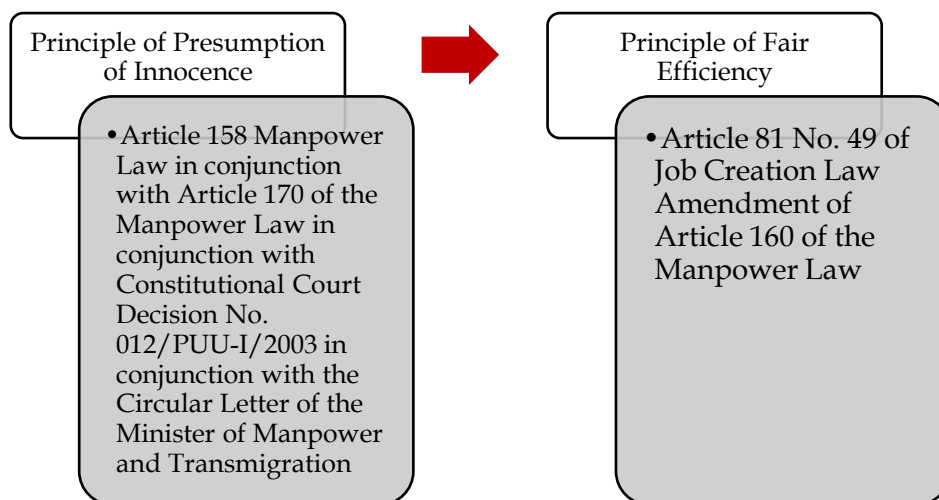 Principle of Presumption
of Innocence
•Article 158 Manpower
Law in conjunction
with Article 170 of the
Manpower Law in
conjunction with
Constitutional Court
Decision No.
012/PUU-I/2003 in
conjunction with the
Circular Letter of the
Minister of Manpower
and Transmigration
Principle of Fair
Efficiency
•Article 81 No. 49 of
Job Creation Law
Amendment of
Article 160 of the
Manpower Law